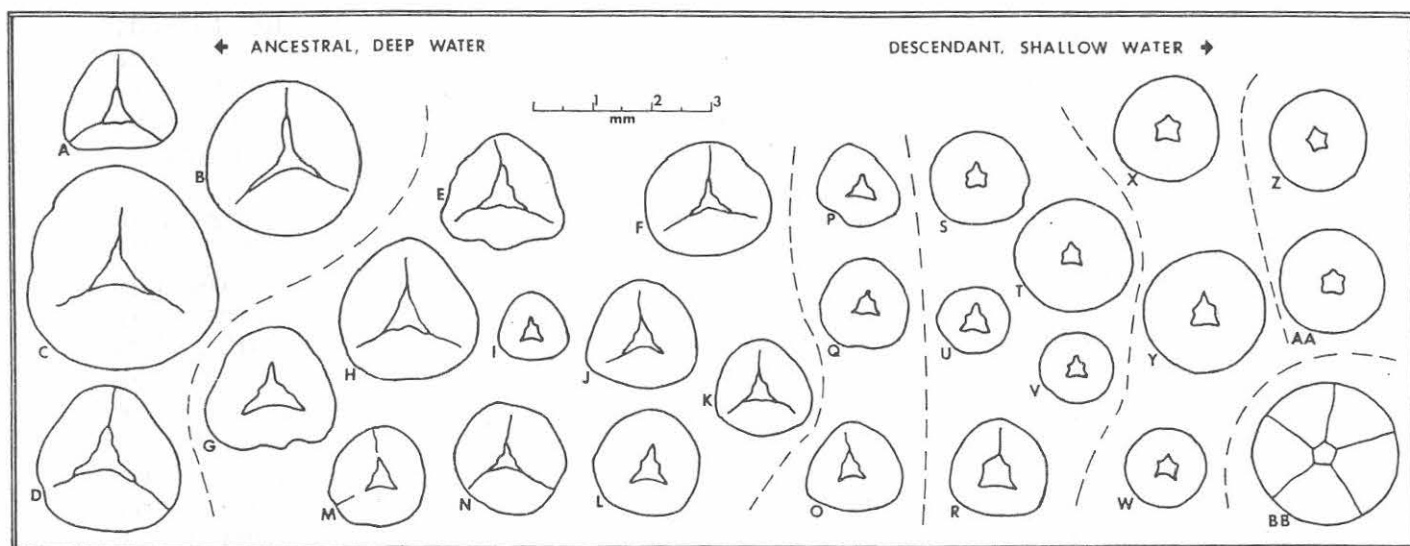 ← ANCESTRAL, DEEP WATER
DESCENDANT, SHALLOW WATER →
1 2 3
mm
A
B
C
D
E
F
G
H
I
J
K
L
M
N
O
P
Q
R
S
T
U
V
W
X
Y
Z
AA
BB